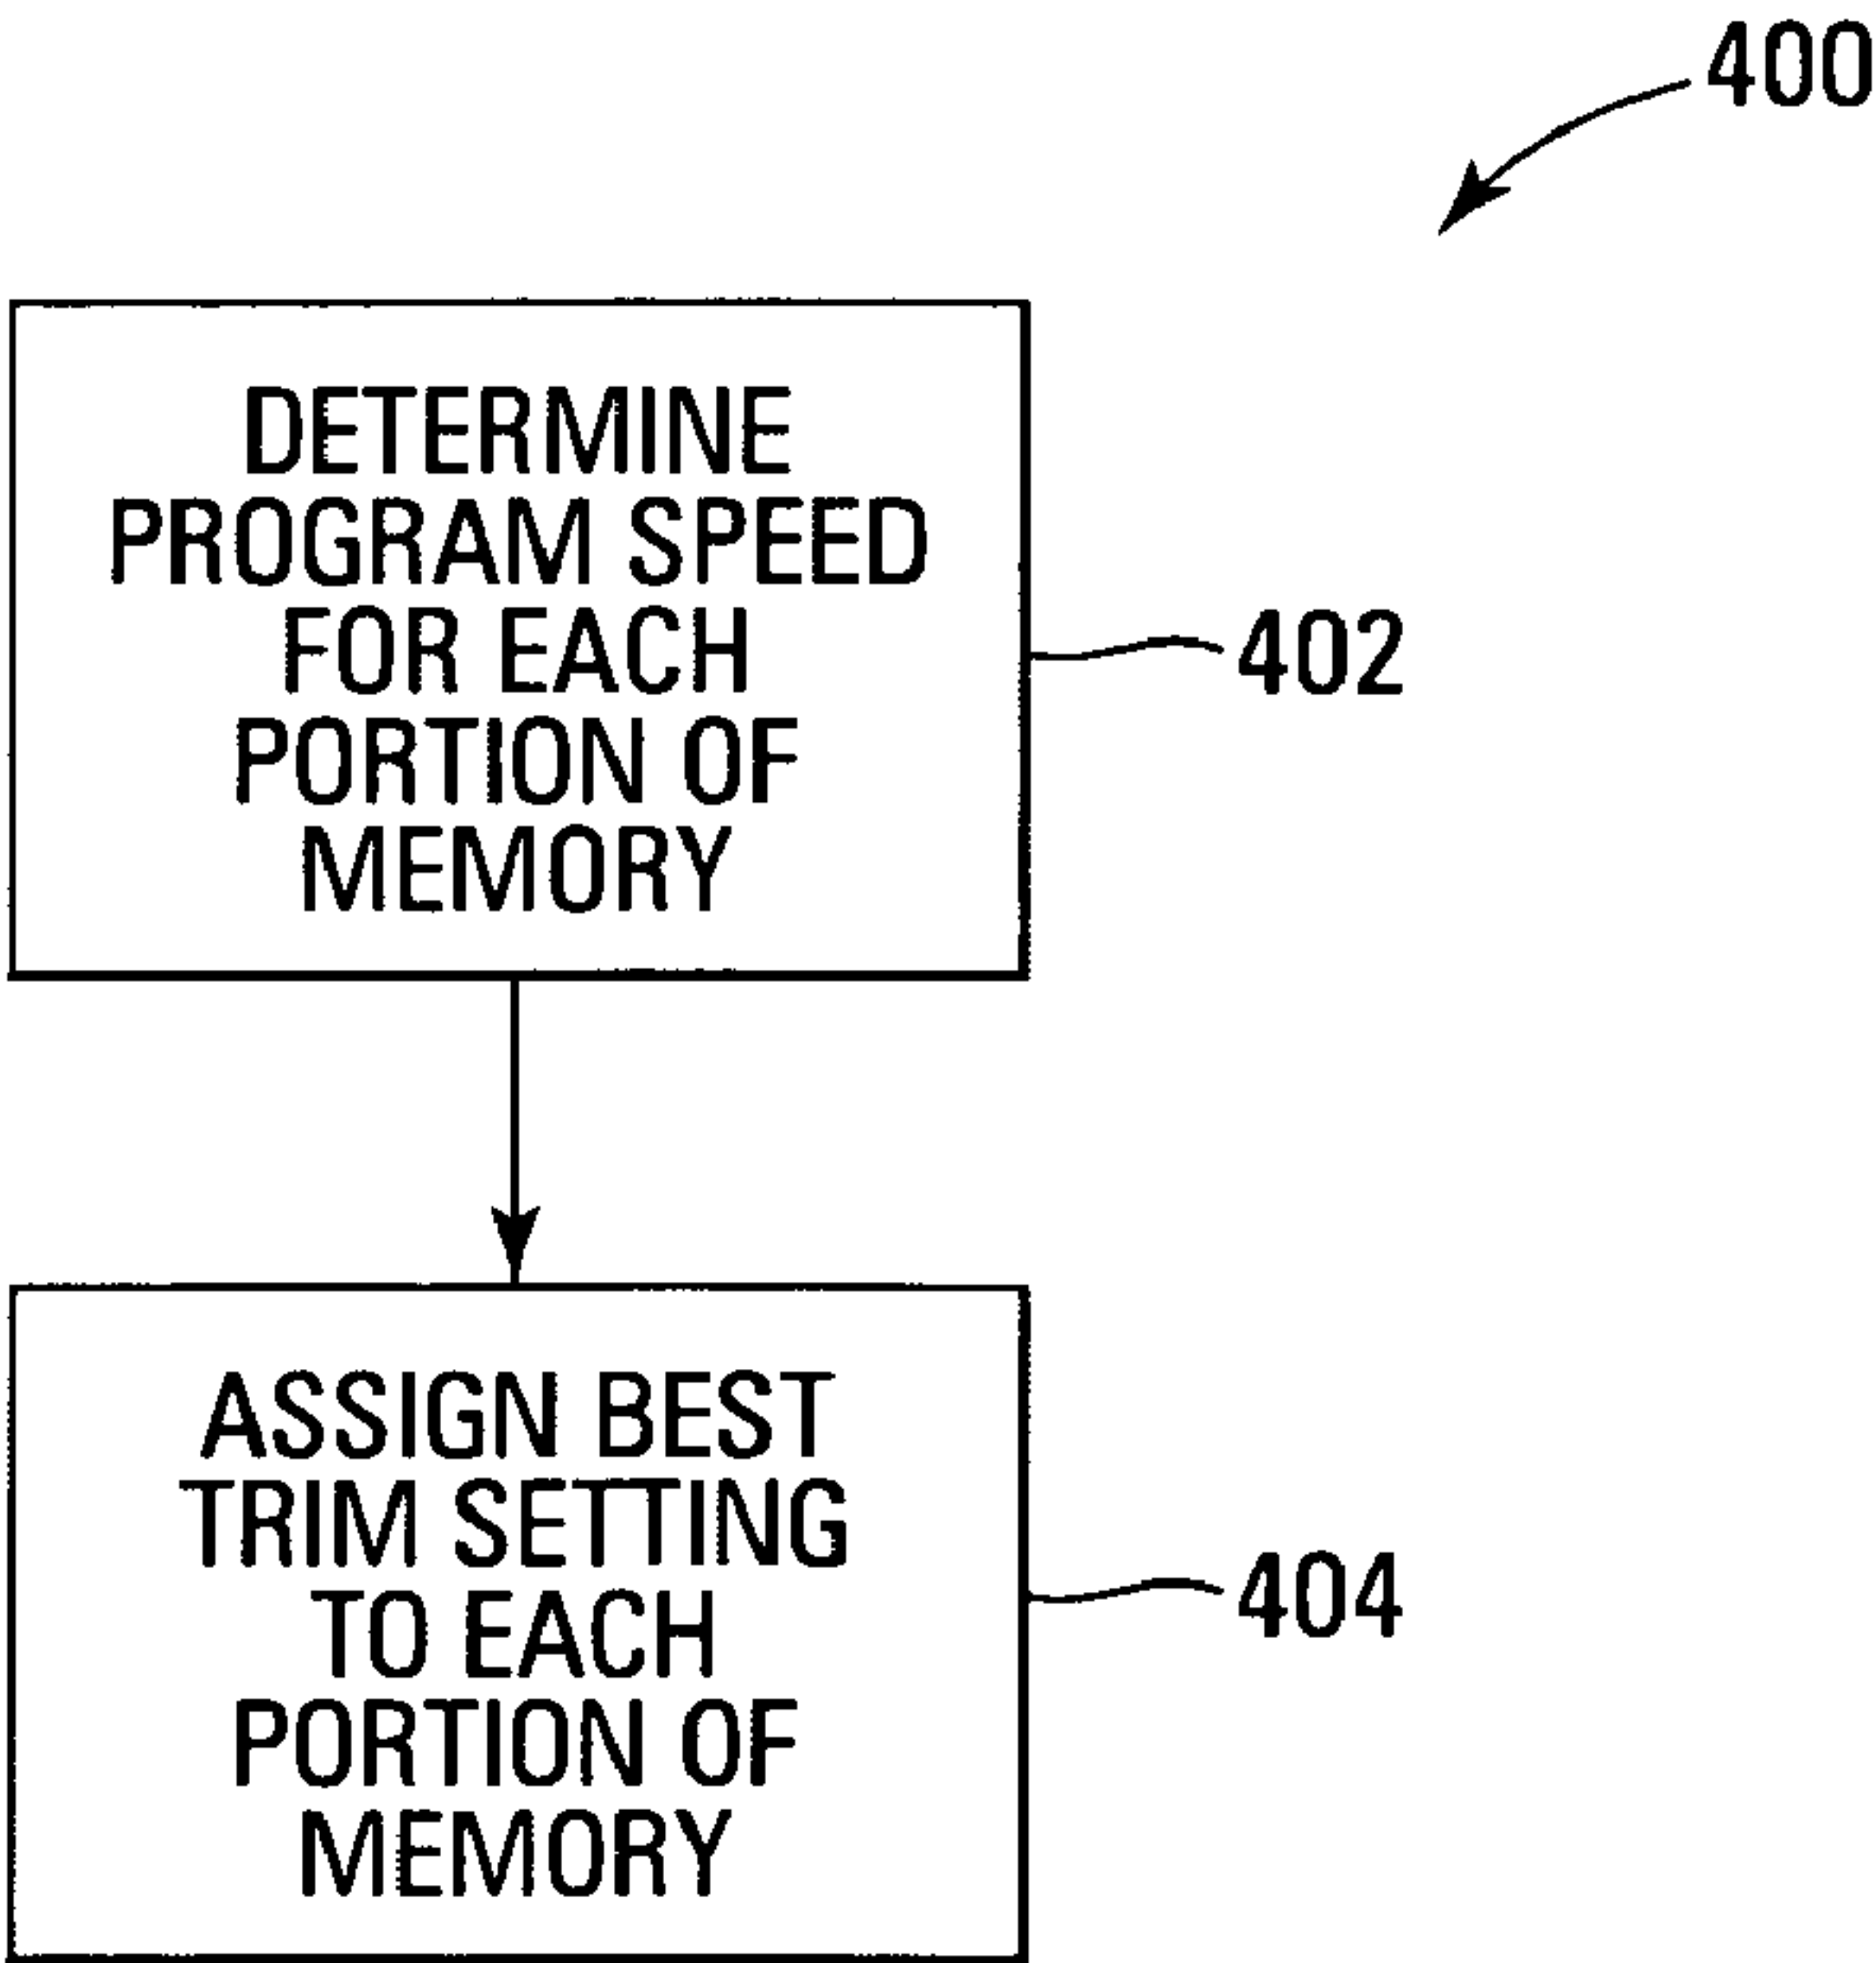 400
DETERMINE
PROGRAM SPEED
FOR EACH
PORTION OF
MEMORY
402
ASSIGN BEST
TRIM SETTING
TO EACH
PORTION OF
MEMORY
404